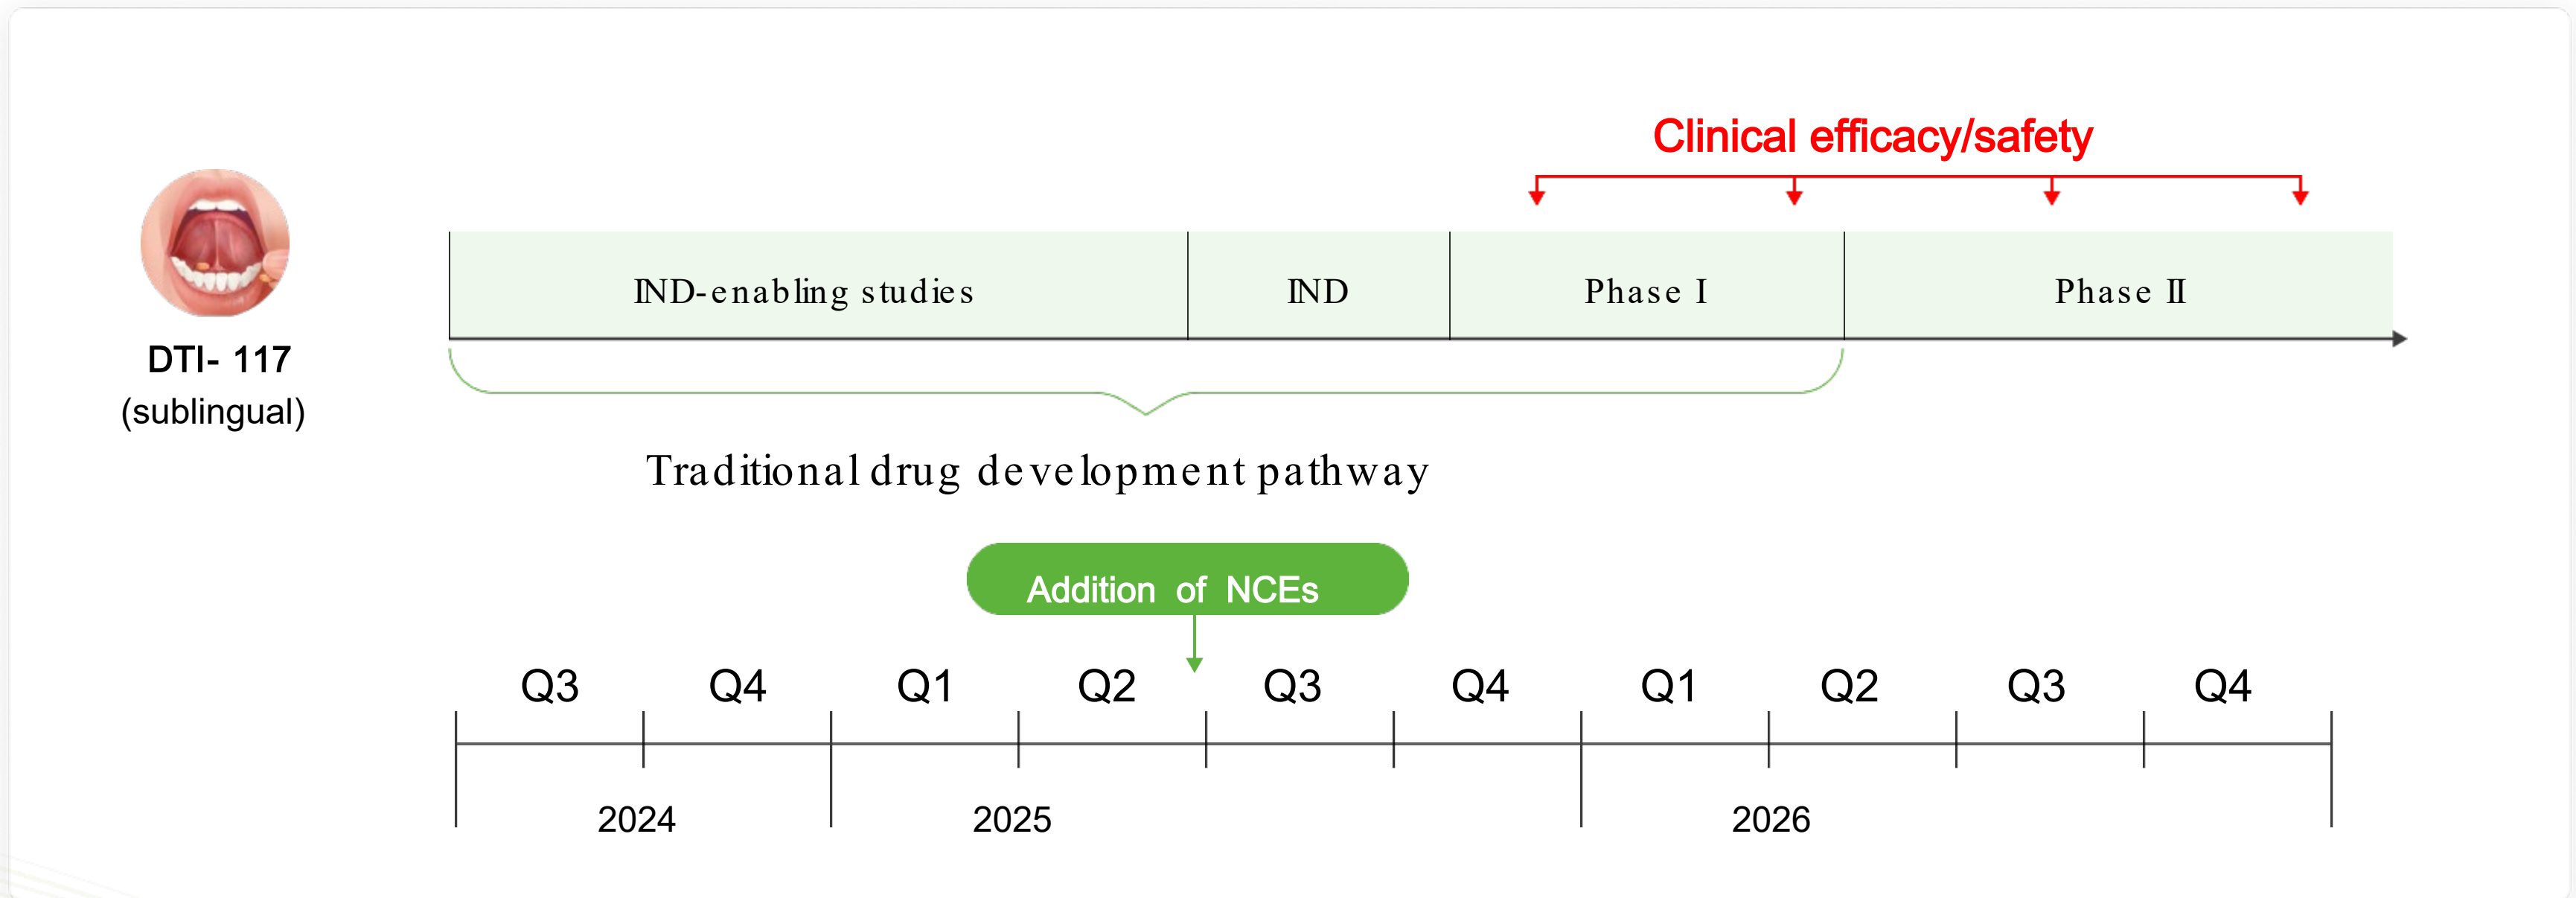 Clinical efficacy/safety
IND-enabling studies
IND
Phase I
Phase II
DTI- 117
(sublingual)
Traditional drug development pathway
Addition of NCEs
Q3 Q4 Q1 Q2 Q3 Q4 Q1 Q2 Q3 Q4
2024 2025 2026